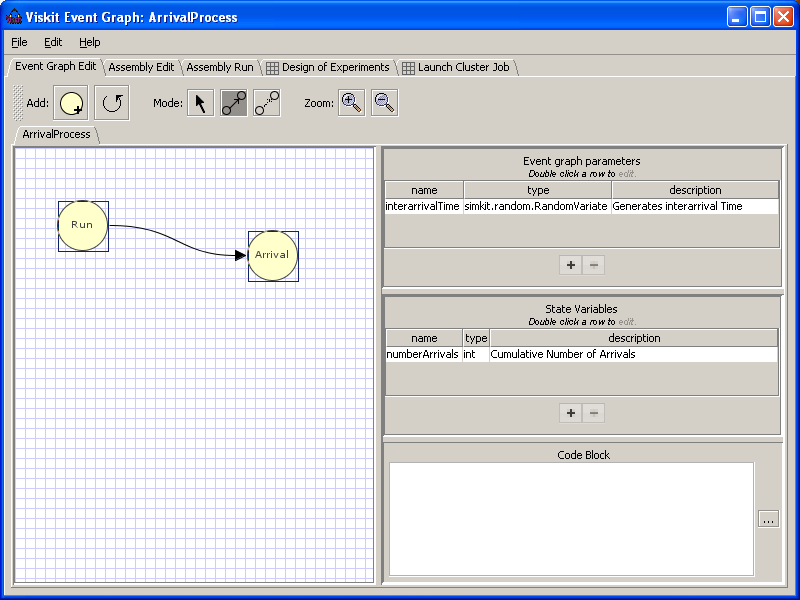 Viskit Event Graph: ArrivalProcess
File Edit Help
Event Graph Edit Assembly Edit Assembly Run Design of Experiments Launch Cluster Job
Add: Mode: Zoom:
ArrivalProcess
Run
Arrival
Event graph parameters
Double click a row to edit.
name type description
interarrivalTime simkit.random.RandomVariate Generates interarrival Time
+ −
State Variables
Double click a row to edit.
name type description
numberArrivals int Cumulative Number of Arrivals
+ −
Code Block
...